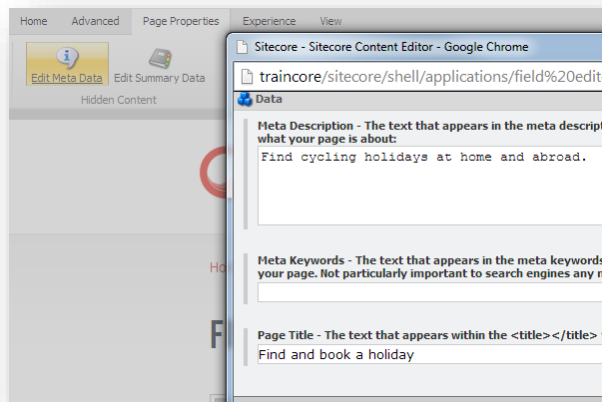 Home Advanced Page Properties Experience View
Edit Meta Data Edit Summary Data
Hidden Content
Sitecore - Sitecore Content Editor - Google Chrome
traincore/sitecore/shell/applications/field%20edit
Data
Meta Description - The text that appears in the meta descript
what your page is about:
Find cycling holidays at home and abroad.
Meta Keywords - The text that appears in the meta keywords
your page. Not particularly important to search engines any
Page Title - The text that appears within the <title></title>
Find and book a holiday